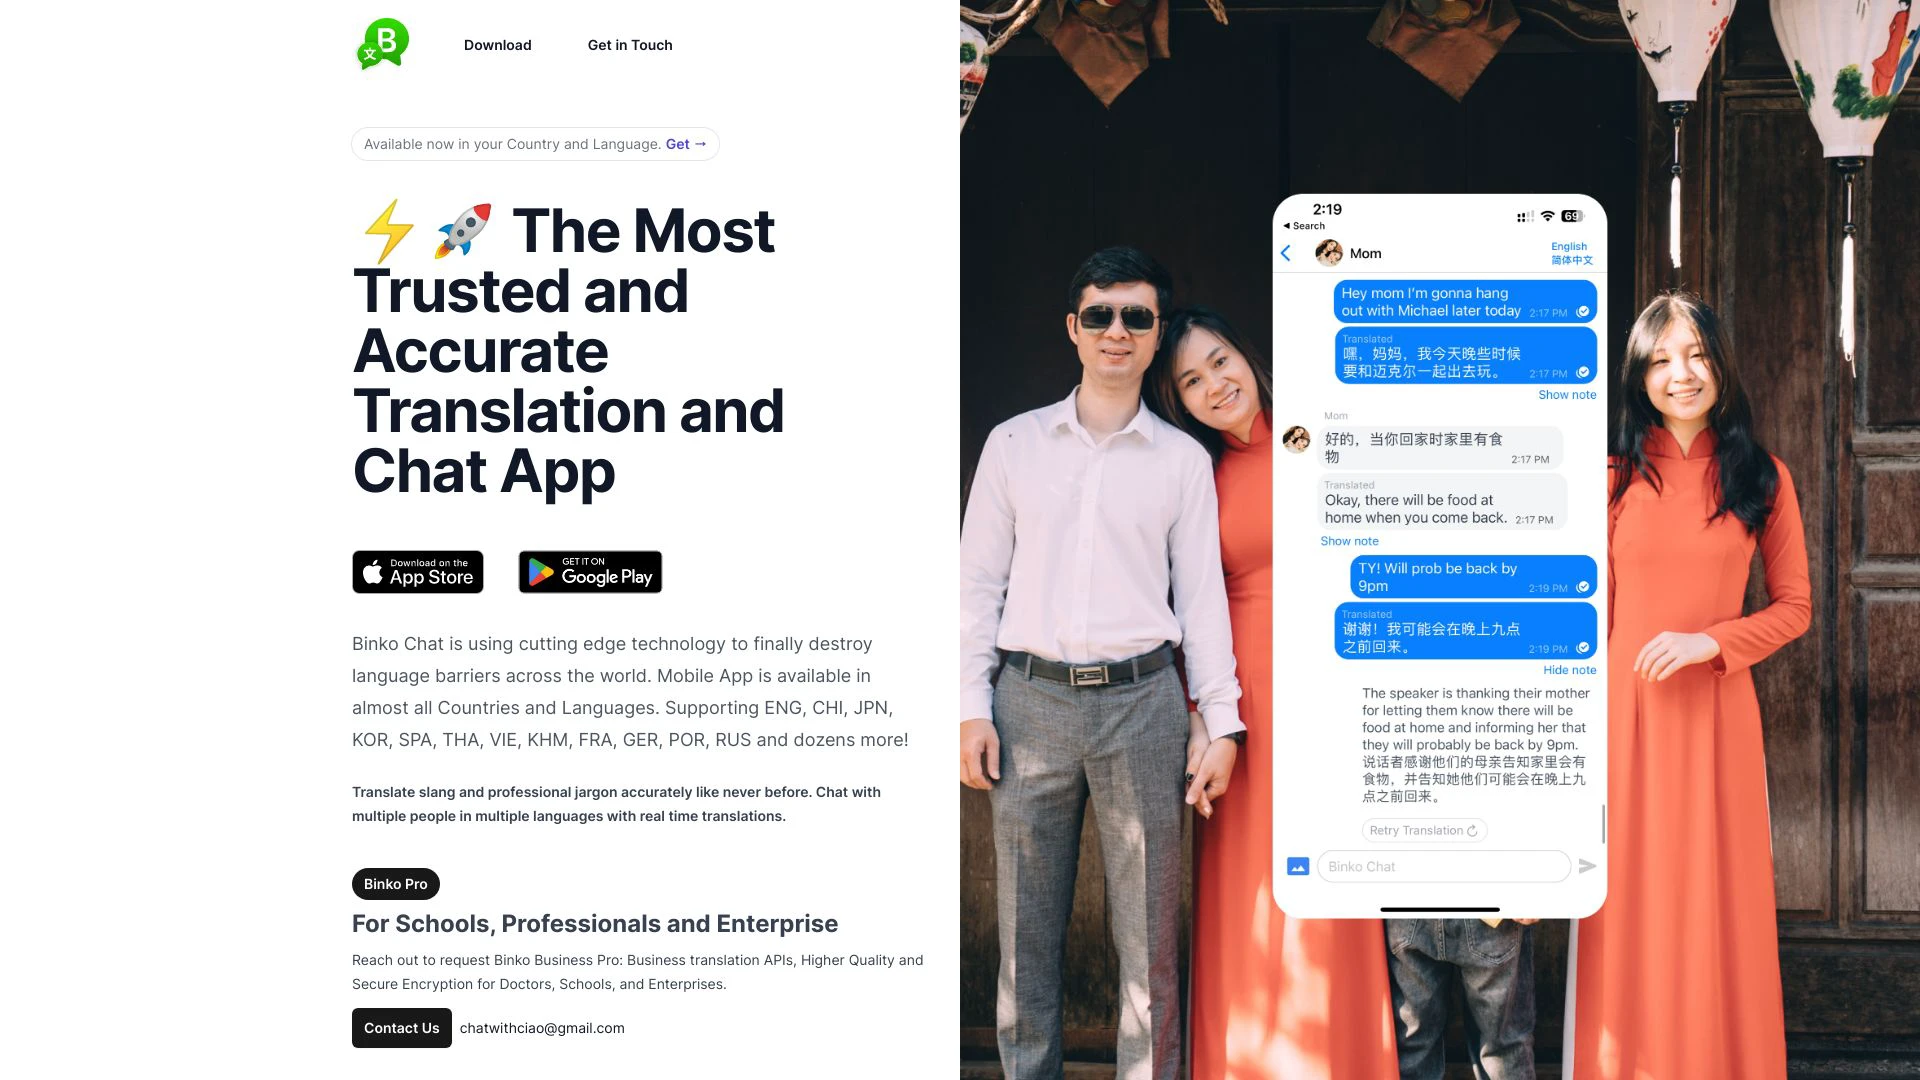 B
文
Download
Get in Touch
Available now in your Country and Language. Get →
⚡🚀 The Most
Trusted and
Accurate
Translation and
Chat App
Download on the
App Store
GET IT ON
Google Play
Binko Chat is using cutting edge technology to finally destroy
language barriers across the world. Mobile App is available in
almost all Countries and Languages. Supporting ENG, CHI, JPN,
KOR, SPA, THA, VIE, KHM, FRA, GER, POR, RUS and dozens more!
Translate slang and professional jargon accurately like never before. Chat with
multiple people in multiple languages with real time translations.
Binko Pro
For Schools, Professionals and Enterprise
Reach out to request Binko Business Pro: Business translation APIs, Higher Quality and
Secure Encryption for Doctors, Schools, and Enterprises.
Contact Us
chatwithciao@gmail.com
2:19
69
◀ Search
Mom
English
简体中文
Hey mom I'm gonna hang
out with Michael later today 2:17 PM
Translated
嘿，妈妈，我今天晚些时候
要和迈克尔一起出去玩。 2:17 PM
Show note
Mom
好的，当你回家时家里有食
物 2:17 PM
Translated
Okay, there will be food at
home when you come back. 2:17 PM
Show note
TY! Will prob be back by
9pm 2:19 PM
Translated
谢谢！我可能会在晚上九点
之前回来。 2:19 PM
Hide note
The speaker is thanking their mother
for letting them know there will be
food at home and informing her that
they will probably be back by 9pm.
说话者感谢他们的母亲告知家里会有
食物，并告知她他们可能会在晚上九
点之前回来。
Retry Translation
Binko Chat